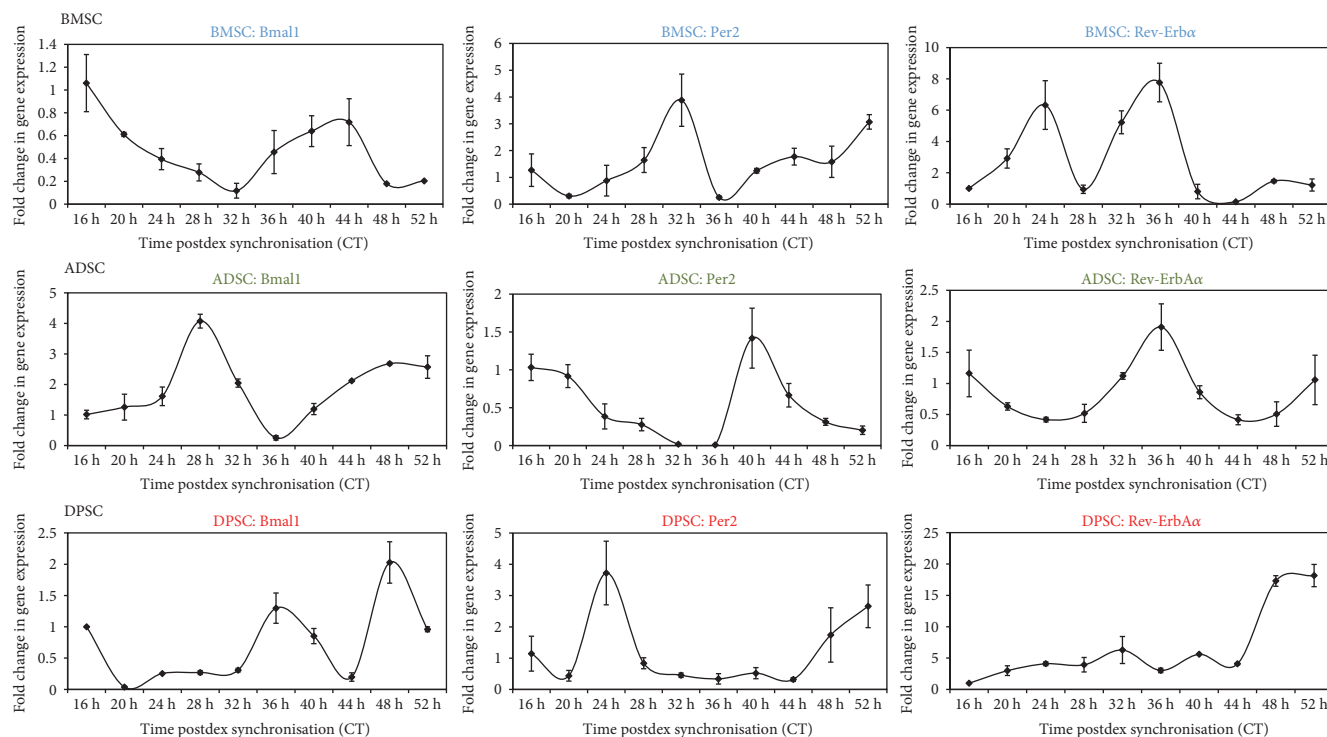 BMSC
BMSC: Bmal1
Fold change in gene expression
1.4
1.2
1
0.8
0.6
0.4
0.2
0
16 h 20 h 24 h 28 h 32 h 36 h 40 h 44 h 48 h 52 h
Time postdex synchronisation (CT)
BMSC: Per2
Fold change in gene expression
6
5
4
3
2
1
0
16 h 20 h 24 h 28 h 32 h 36 h 40 h 44 h 48 h 52 h
Time postdex synchronisation (CT)
BMSC: Rev-Erbα
Fold change in gene expression
10
8
6
4
2
0
16 h 20 h 24 h 28 h 32 h 36 h 40 h 44 h 48 h 52 h
Time postdex synchronisation (CT)
ADSC
ADSC: Bmal1
Fold change in gene expression
5
4
3
2
1
0
16 h 20 h 24 h 28 h 32 h 36 h 40 h 44 h 48 h 52 h
Time postdex synchronisation (CT)
ADSC: Per2
Fold change in gene expression
2
1.5
1
0.5
0
16 h 20 h 24 h 28 h 32 h 36 h 40 h 44 h 48 h 52 h
Time postdex synchronisation (CT)
ADSC: Rev-ErbAα
Fold change in gene expression
2.5
2
1.5
1
0.5
0
16 h 20 h 24 h 28 h 32 h 36 h 40 h 44 h 48 h 52 h
Time postdex synchronisation (CT)
DPSC
DPSC: Bmal1
Fold change in gene expression
2.5
2
1.5
1
0.5
0
16 h 20 h 24 h 28 h 32 h 36 h 40 h 44 h 48 h 52 h
Time postdex synchronisation (CT)
DPSC: Per2
Fold change in gene expression
5
4
3
2
1
0
16 h 20 h 24 h 28 h 32 h 36 h 40 h 44 h 48 h 52 h
Time postdex synchronisation (CT)
DPSC: Rev-ErbAα
Fold change in gene expression
25
20
15
10
5
0
16 h 20 h 24 h 28 h 32 h 36 h 40 h 44 h 48 h 52 h
Time postdex synchronisation (CT)